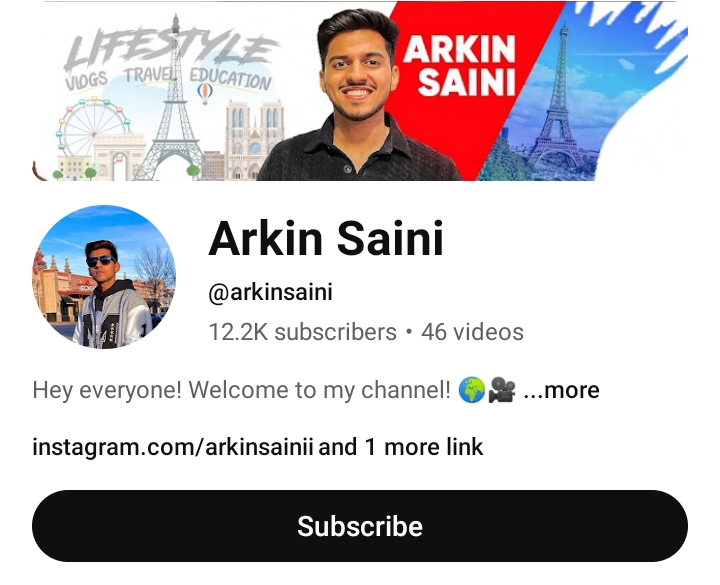 LIFESTYLE
VLOGS TRAVEL EDUCATION
ARKIN
SAINI
Arkin Saini
@arkinsaini
12.2K subscribers • 46 videos
Hey everyone! Welcome to my channel! 🌍🎥 ...more
instagram.com/arkinsainii and 1 more link
Subscribe